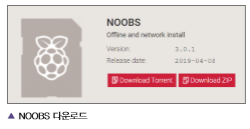 NOOBS
Offline and network install
Version: 3.0.1
Release date: 2019-04-03
Download Torrent Download ZIP
▲ NOOBS 다운로드